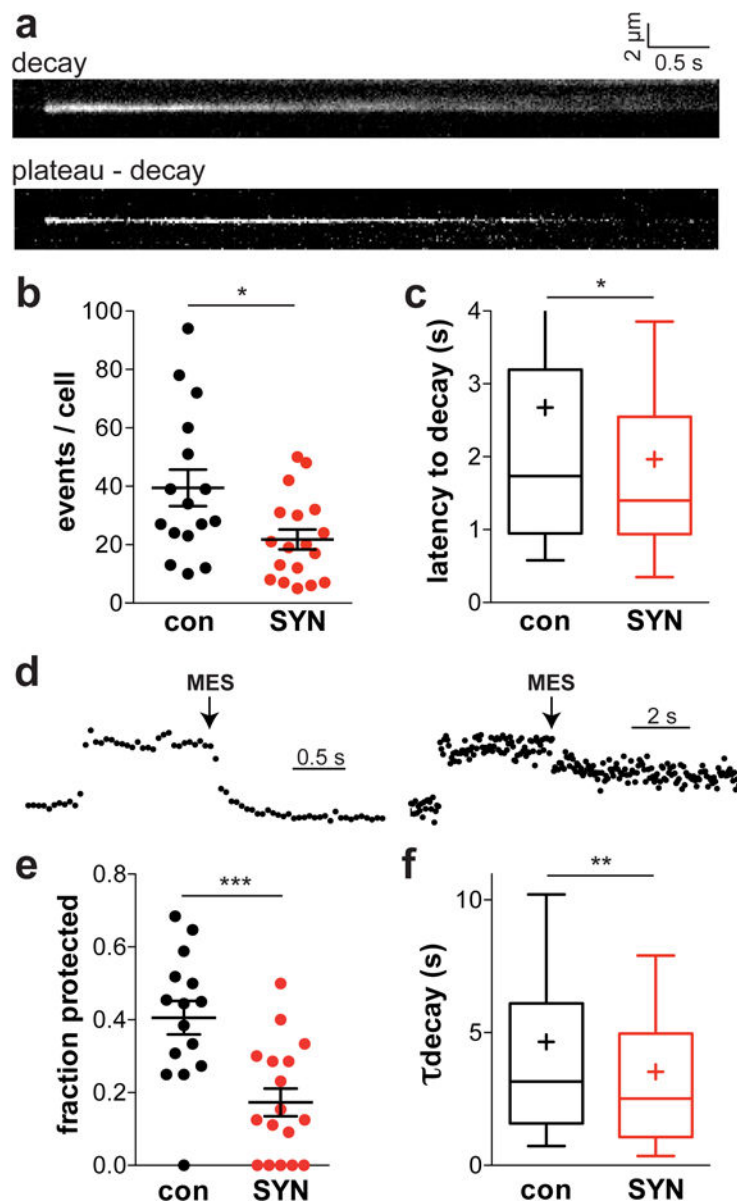 a
decay
2 μm
0.5 s
plateau - decay
b
*
events / cell
100
80
60
40
20
0
con SYN
c
*
latency to decay (s)
4
3
2
1
0
con SYN
d
MES
0.5 s
MES
2 s
e
***
fraction protected
0.8
0.6
0.4
0.2
0.0
con SYN
f
**
τdecay (s)
10
5
0
con SYN